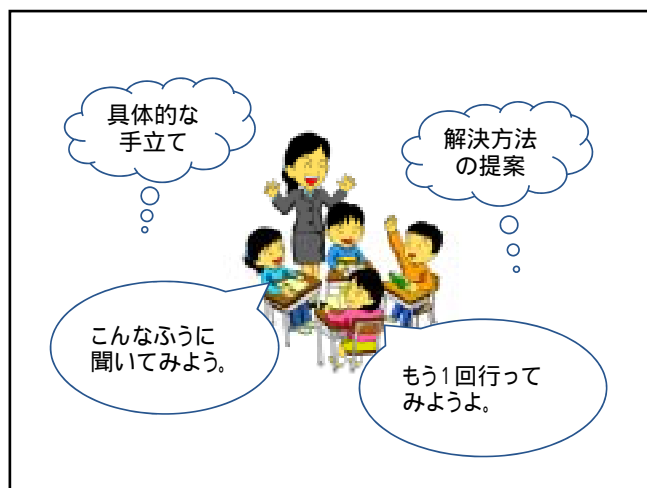 具体的な
手立て
解決方法
の提案
こんなふうに
聞いてみよう。
もう1回行って
みようよ。